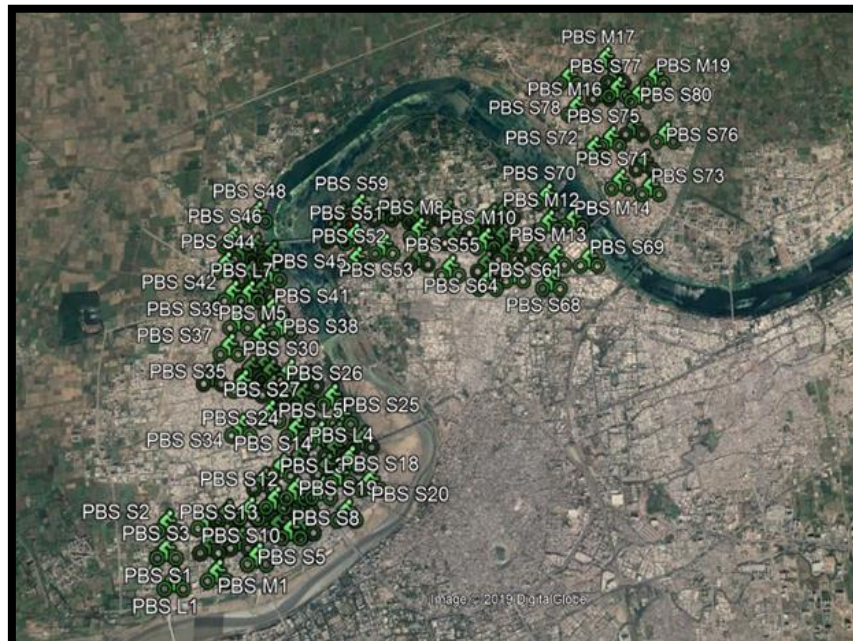 PBS M17
PBS S77
PBS M19
PBS M16
PBS S80
PBS S78
PBS S75
PBS S72
PBS S76
PBS S71
PBS S70
PBS S73
PBS S48
PBS S59
PBS M12
PBS S46
PBS S51
PBS M8
PBS M10
PBS M14
PBS S44
PBS S52
PBS M13
PBS S45
PBS S55
PBS S69
PBS L7
PBS S53
PBS S61
PBS S42
PBS S64
PBS S41
PBS S68
PBS S39
PBS M5
PBS S38
PBS S37
PBS S30
PBS S35
PBS S26
PBS S27
PBS S25
PBS S24
PBS L5
PBS S34
PBS S14
PBS L4
PBS S12
PBS S18
PBS S20
PBS S2
PBS S13
PBS S8
PBS S3
PBS S10
PBS S5
PBS S1
PBS M1
PBS L1
Image © 2019 DigitalGlobe